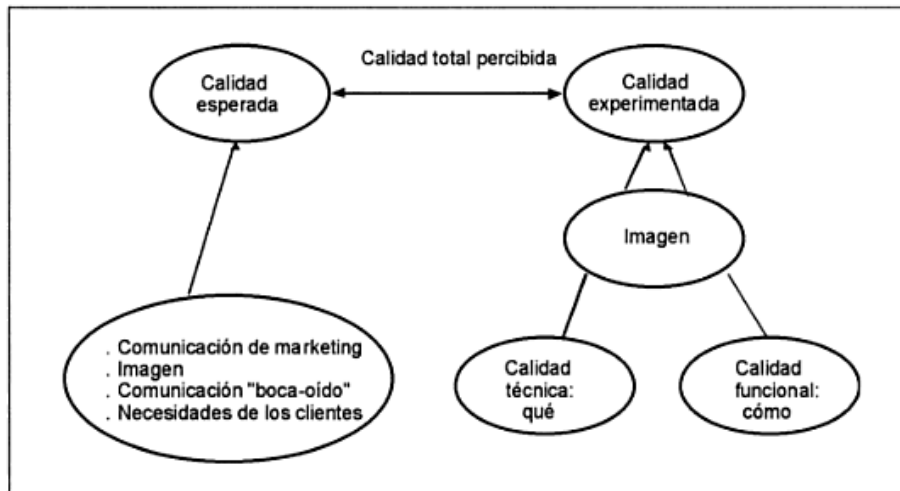 Calidad total percibida
Calidad
esperada
Calidad
experimentada
Imagen
. Comunicación de marketing
. Imagen
. Comunicación "boca-oído"
. Necesidades de los clientes
Calidad
técnica:
qué
Calidad
funcional:
cómo